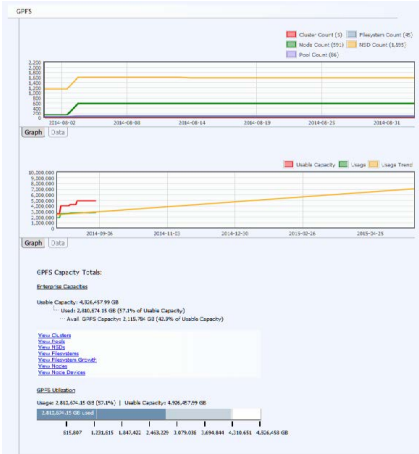 GPFS
Cluster Count (1) Filesystem Count (45)
Node Count (591) NSD Count (1,595)
Pool Count (86)
2,200
2,000
1,800
1,600
1,400
1,200
1,000
800
600
400
200
0
2014-08-02 2014-08-08 2014-08-14 2014-08-19 2014-08-25 2014-08-31
Graph Data
Usable Capacity Usage Usage Trend
10,000,000
9,000,000
8,000,000
7,000,000
6,000,000
5,000,000
4,000,000
3,000,000
2,000,000
1,000,000
0
2014-09-26 2014-11-13 2014-12-30 2015-02-26 2015-04-25
Graph Data
GPFS Capacity Totals:
Enterprise Capacities
Usable Capacity: 4,926,457.99 GB
Used: 2,810,674.15 GB (57.1% of Usable Capacity)
Avail GPFS Capacity: 2,115,784 GB (42.9% of Usable Capacity)
View Clusters
View Pools
View NSDs
View Filesystems
View Filesystem Growth
View Nodes
View Node Devices
GPFS Utilization
Usage: 2,810,674.15 GB (57.1%) | Usable Capacity: 4,926,457.99 GB
2,810,674.15 GB Used
615,807 1,231,615 1,847,422 2,463,229 3,079,036 3,694,844 4,310,651 4,926,458 GB